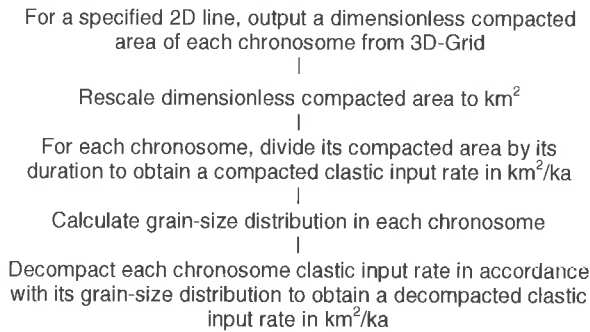 For a specified 2D line, output a dimensionless compacted
area of each chronosome from 3D-Grid
Rescale dimensionless compacted area to km²
For each chronosome, divide its compacted area by its
duration to obtain a compacted clastic input rate in km²/ka
Calculate grain-size distribution in each chronosome
Decompact each chronosome clastic input rate in accordance
with its grain-size distribution to obtain a decompacted clastic
input rate in km²/ka